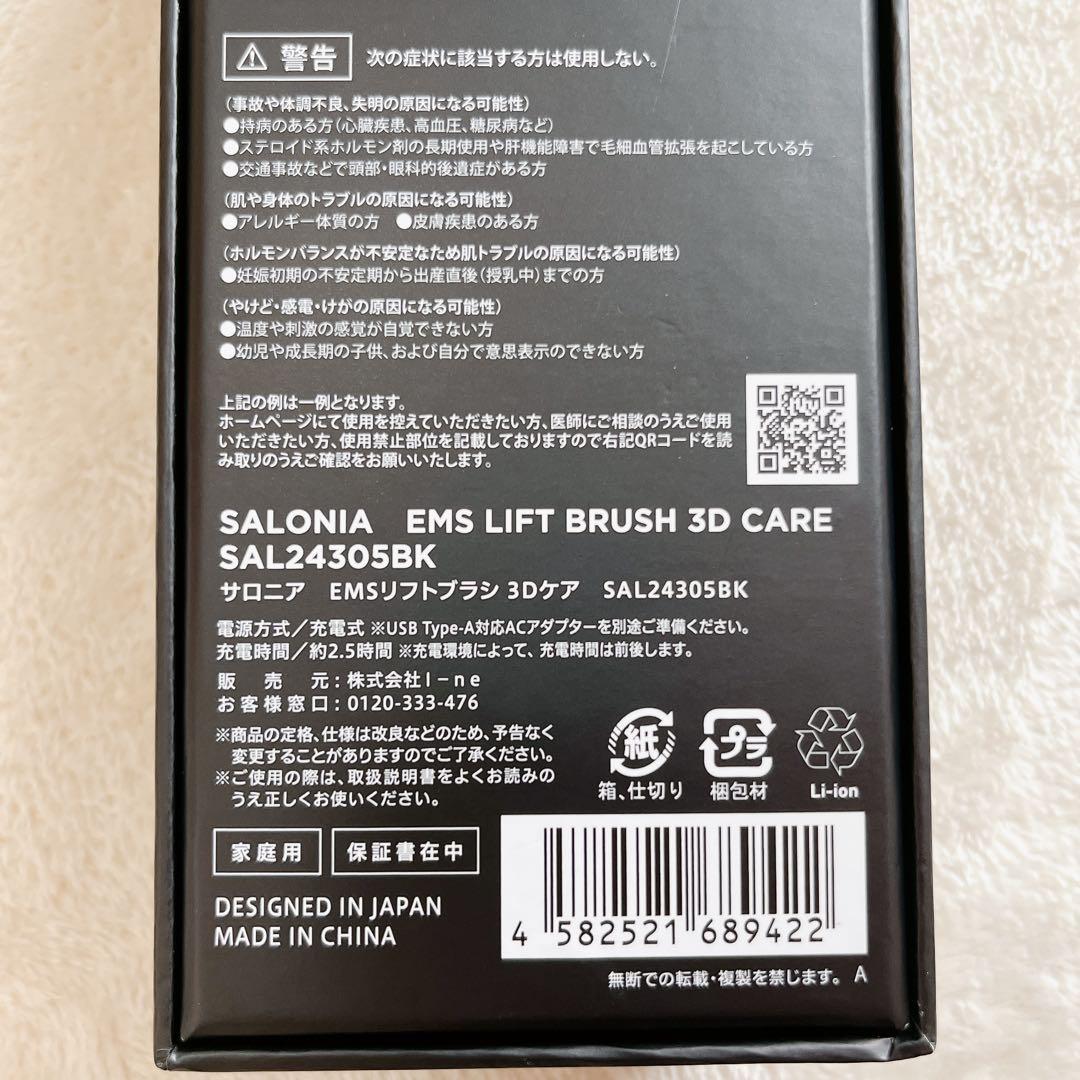 ⚠ 警告 次の症状に該当する方は使用しない。
(事故や体調不良、失明の原因になる可能性)
●持病のある方(心臓疾患、高血圧、糖尿病など)
●ステロイド系ホルモン剤の長期使用や肝機能障害で毛細血管拡張を起こしている方
●交通事故などで頭部・眼科的後遺症がある方
(肌や身体のトラブルの原因になる可能性)
●アレルギー体質の方 ●皮膚疾患のある方
(ホルモンバランスが不安定なため肌トラブルの原因になる可能性)
●妊娠初期の不安定期から出産直後(授乳中)までの方
(やけど・感電・けがの原因になる可能性)
●温度や刺激の感覚が自覚できない方
●幼児や成長期の子供、および自分で意思表示のできない方
上記の例は一例となります。
ホームページにて使用を控えていただきたい方、医師にご相談のうえご使用
いただきたい方、使用禁止部位を記載しておりますので右記QRコードを読
み取りのうえご確認をお願いいたします。
SALONIA EMS LIFT BRUSH 3D CARE
SAL24305BK
サロニア EMSリフトブラシ 3Dケア SAL24305BK
電源方式/充電式 ※USB Type-A対応ACアダプターを別途ご準備ください。
充電時間/約2.5時間 ※充電環境によって、充電時間は前後します。
販売元:株式会社I-ne
お客様窓口:0120-333-476
※商品の定格、仕様は改良などのため、予告なく
変更することがありますのでご了承ください。
※ご使用の際は、取扱説明書をよくお読みの
うえ正しくお使いください。
紙 プラ
箱、仕切り 梱包材 Li-ion
家庭用 保証書在中
DESIGNED IN JAPAN
MADE IN CHINA
4 582521 689422
無断での転載・複製を禁じます。 A